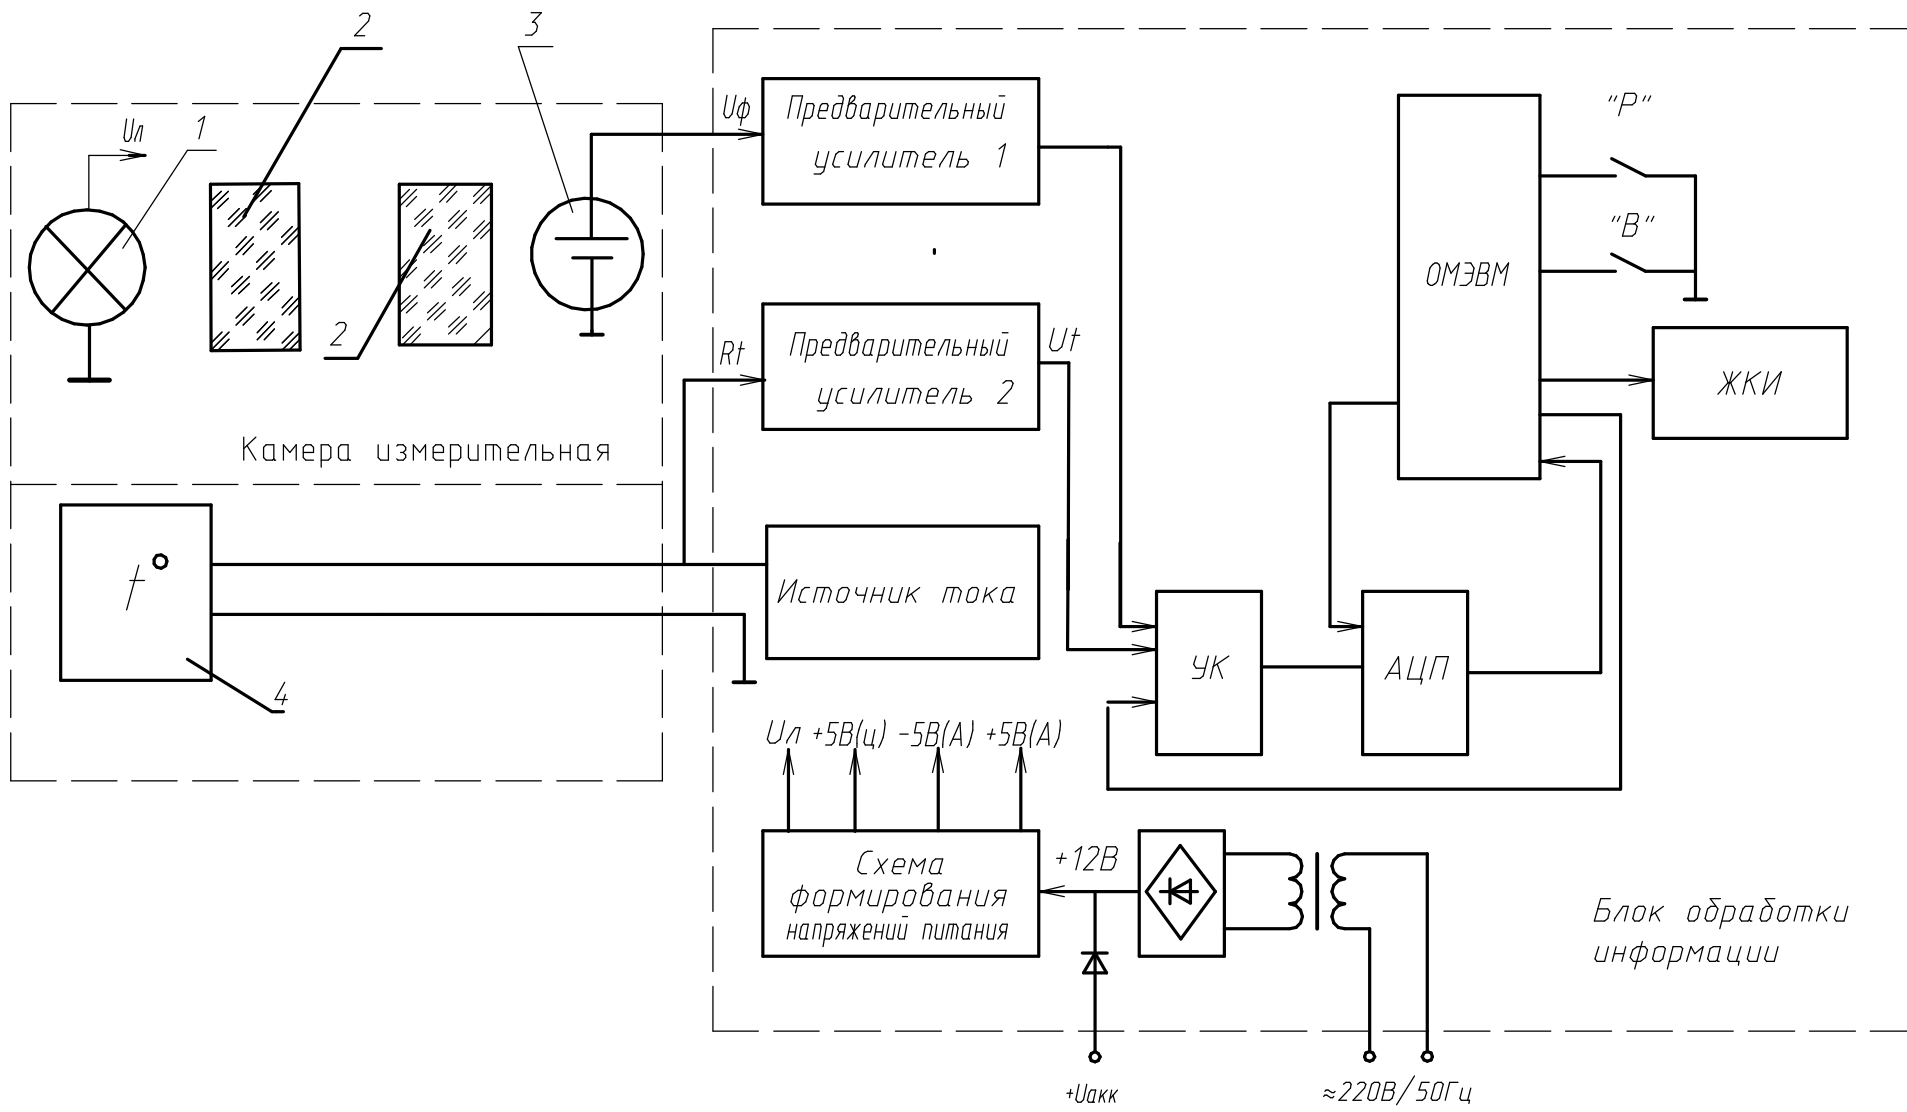 2
3
Uл
1
Uф
Предварительный
усилитель 1
"Р"
"В"
ОМЭВМ
2
Rt
Предварительный
усилитель 2
Ut
ЖКИ
Камера измерительная
t°
Источник тока
УК
АЦП
4
Uл +5В(ц) -5В(А) +5В(А)
Схема
формирования
напряжений питания
+12В
Блок обработки
информации
+Uакк
≈220В/50Гц